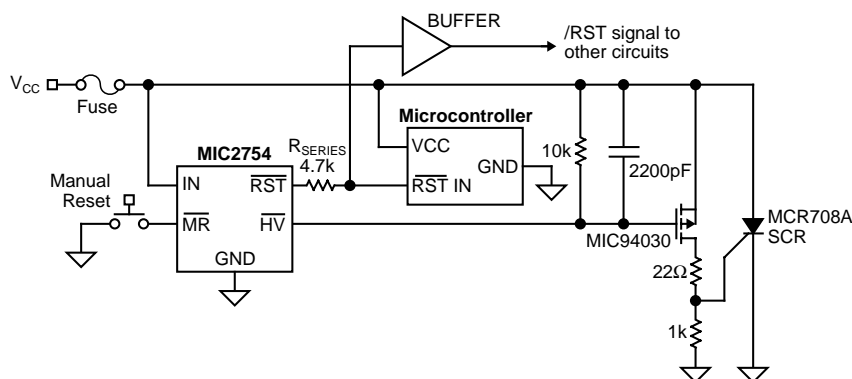 BUFFER
/RST signal to
other circuits
VCC
Fuse
Microcontroller
MIC2754
RSERIES
4.7k
VCC
GND
10k
2200pF
Manual
Reset
IN
RST
RST IN
MR
HV
GND
MIC94030
MCR708A
SCR
22Ω
1k